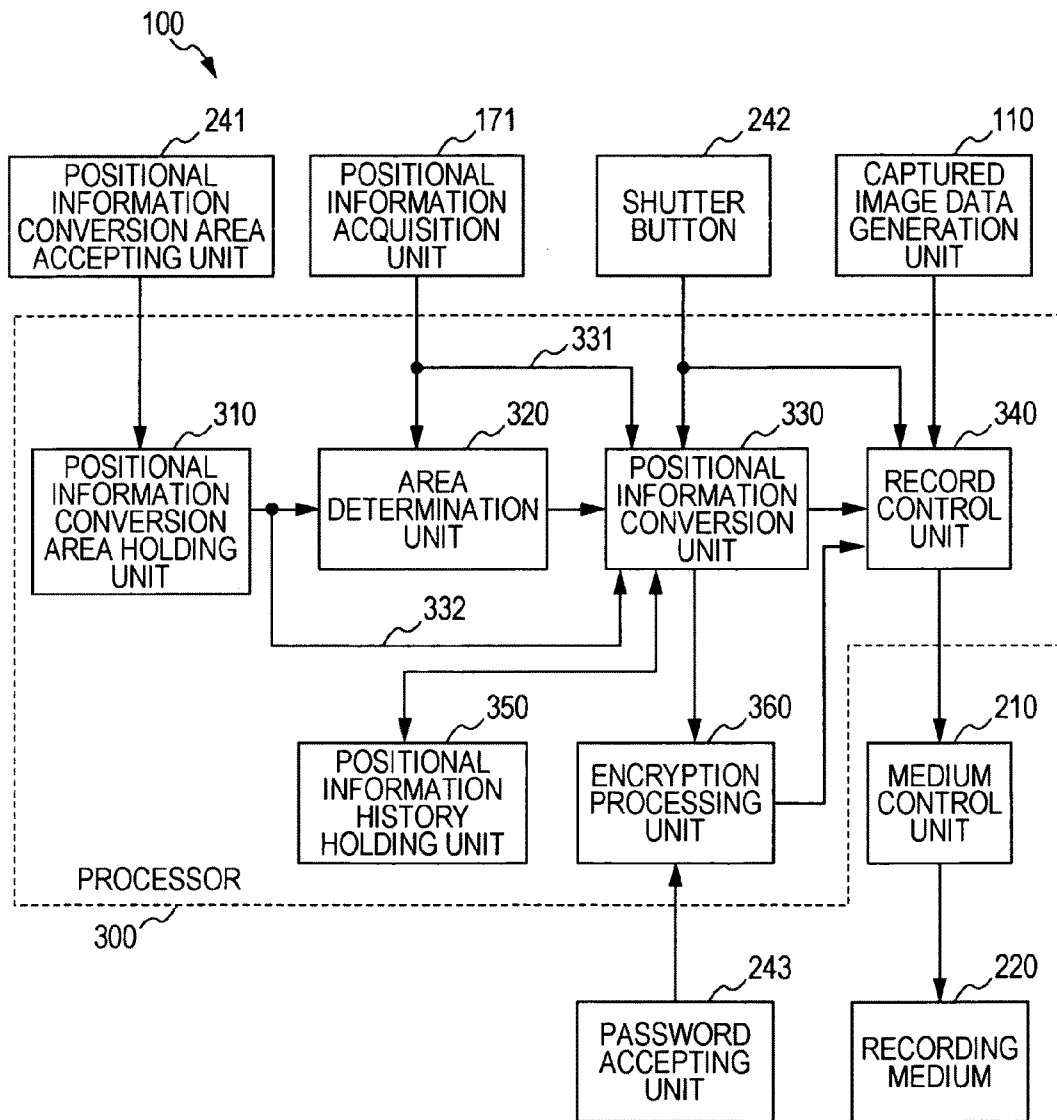 100
241
171
242
110
POSITIONAL
INFORMATION
CONVERSION AREA
ACCEPTING UNIT
POSITIONAL
INFORMATION
ACQUISITION
UNIT
SHUTTER
BUTTON
CAPTURED
IMAGE DATA
GENERATION
UNIT
331
310
320
330
340
POSITIONAL
INFORMATION
CONVERSION
AREA HOLDING
UNIT
AREA
DETERMINATION
UNIT
POSITIONAL
INFORMATION
CONVERSION
UNIT
RECORD
CONTROL
UNIT
332
350
360
210
POSITIONAL
INFORMATION
HISTORY
HOLDING UNIT
ENCRYPTION
PROCESSING
UNIT
MEDIUM
CONTROL
UNIT
PROCESSOR
300
243
220
PASSWORD
ACCEPTING
UNIT
RECORDING
MEDIUM